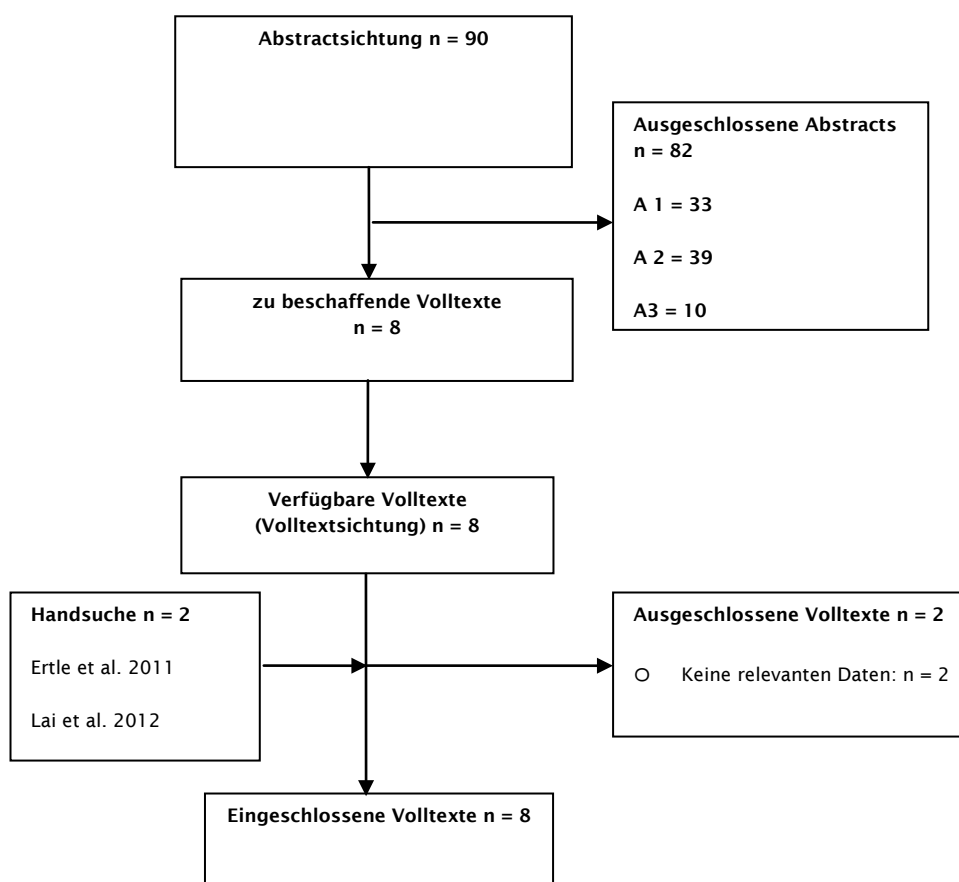 Abstractsichtung n = 90
Ausgeschlossene Abstracts
n = 82
A 1 = 33
A 2 = 39
A3 = 10
zu beschaffende Volltexte
n = 8
Verfügbare Volltexte
(Volltextsichtung) n = 8
Handsuche n = 2
Ertle et al. 2011
Lai et al. 2012
Ausgeschlossene Volltexte n = 2
O Keine relevanten Daten: n = 2
Eingeschlossene Volltexte n = 8